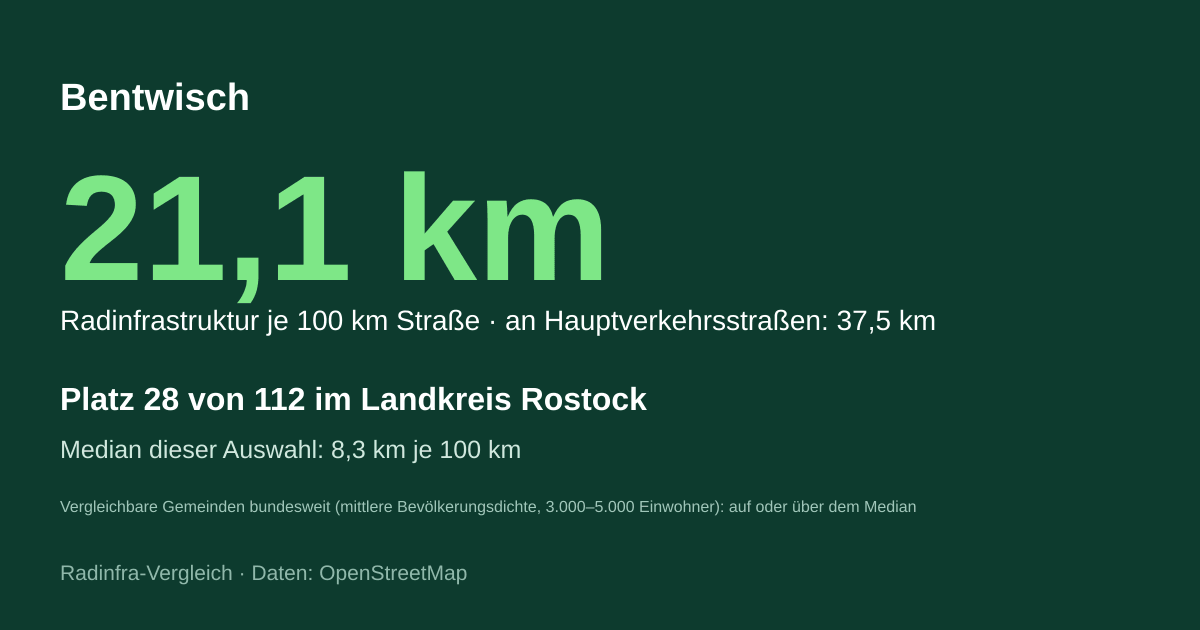 Bentwisch
21,1 km
Radinfrastruktur je 100 km Straße · an Hauptverkehrsstraßen: 37,5 km
Platz 28 von 112 im Landkreis Rostock
Median dieser Auswahl: 8,3 km je 100 km
Vergleichbare Gemeinden bundesweit (mittlere Bevölkerungsdichte, 3.000–5.000 Einwohner): auf oder über dem Median
Radinfra-Vergleich · Daten: OpenStreetMap